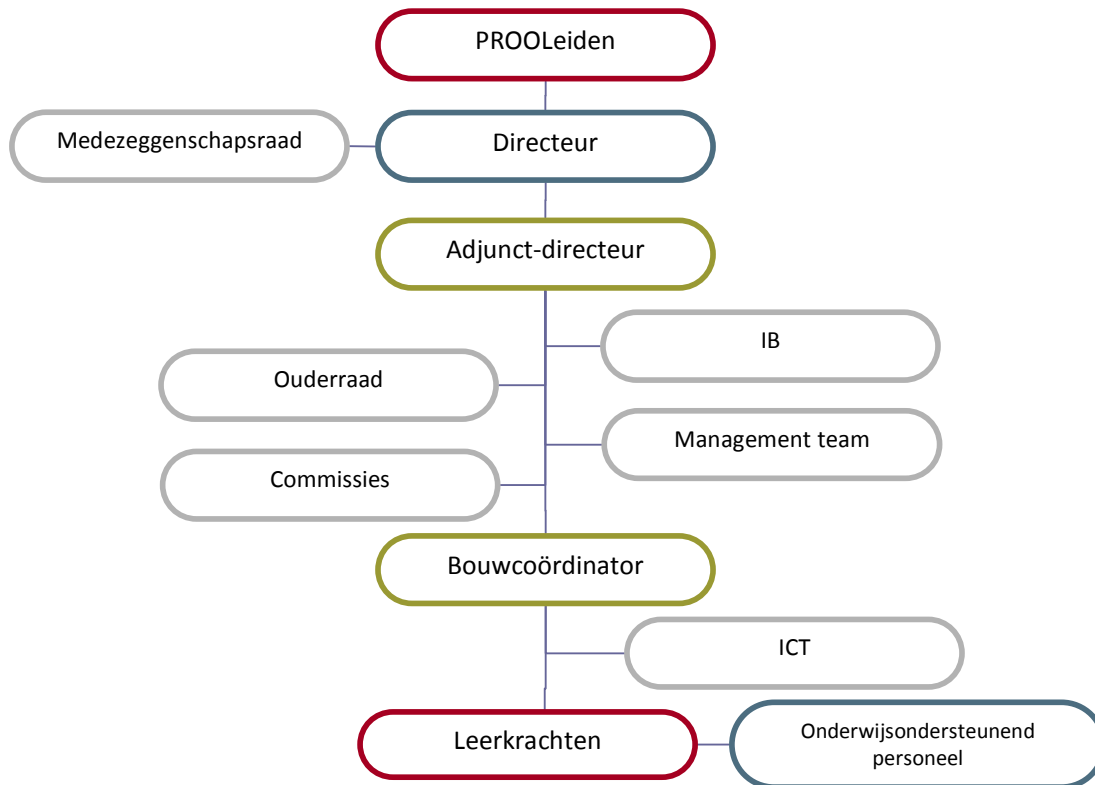 PROOLeiden
Medezeggenschapsraad
Directeur
Adjunct-directeur
IB
Ouderraad
Management team
Commissies
Bouwcoördinator
ICT
Leerkrachten
Onderwijsondersteunend
personeel